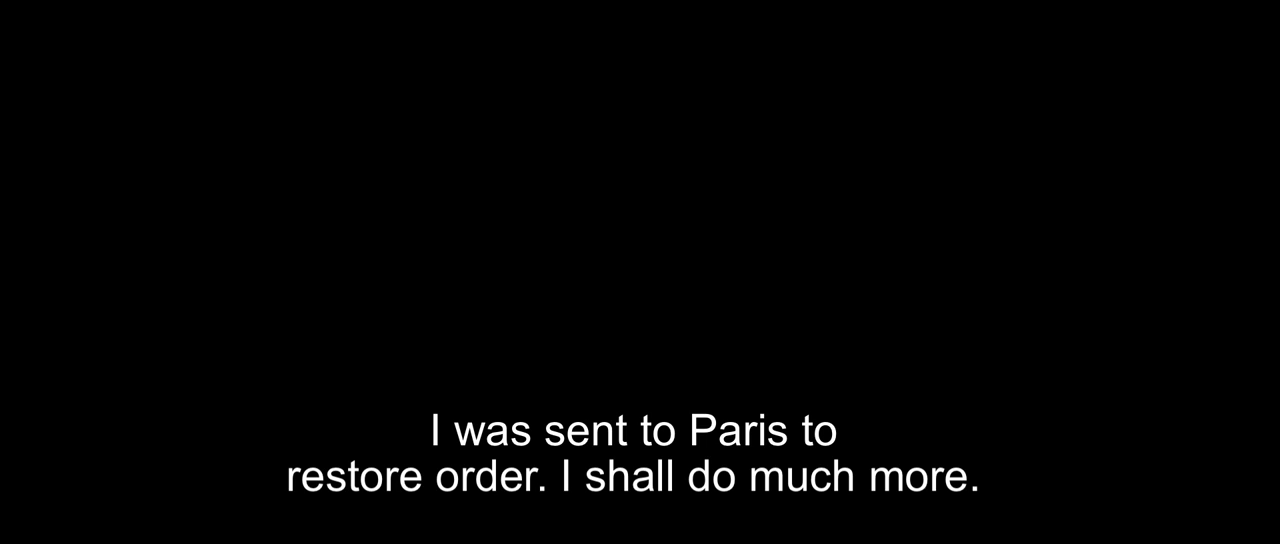 I was sent to Paris to
restore order. I shall do much more.